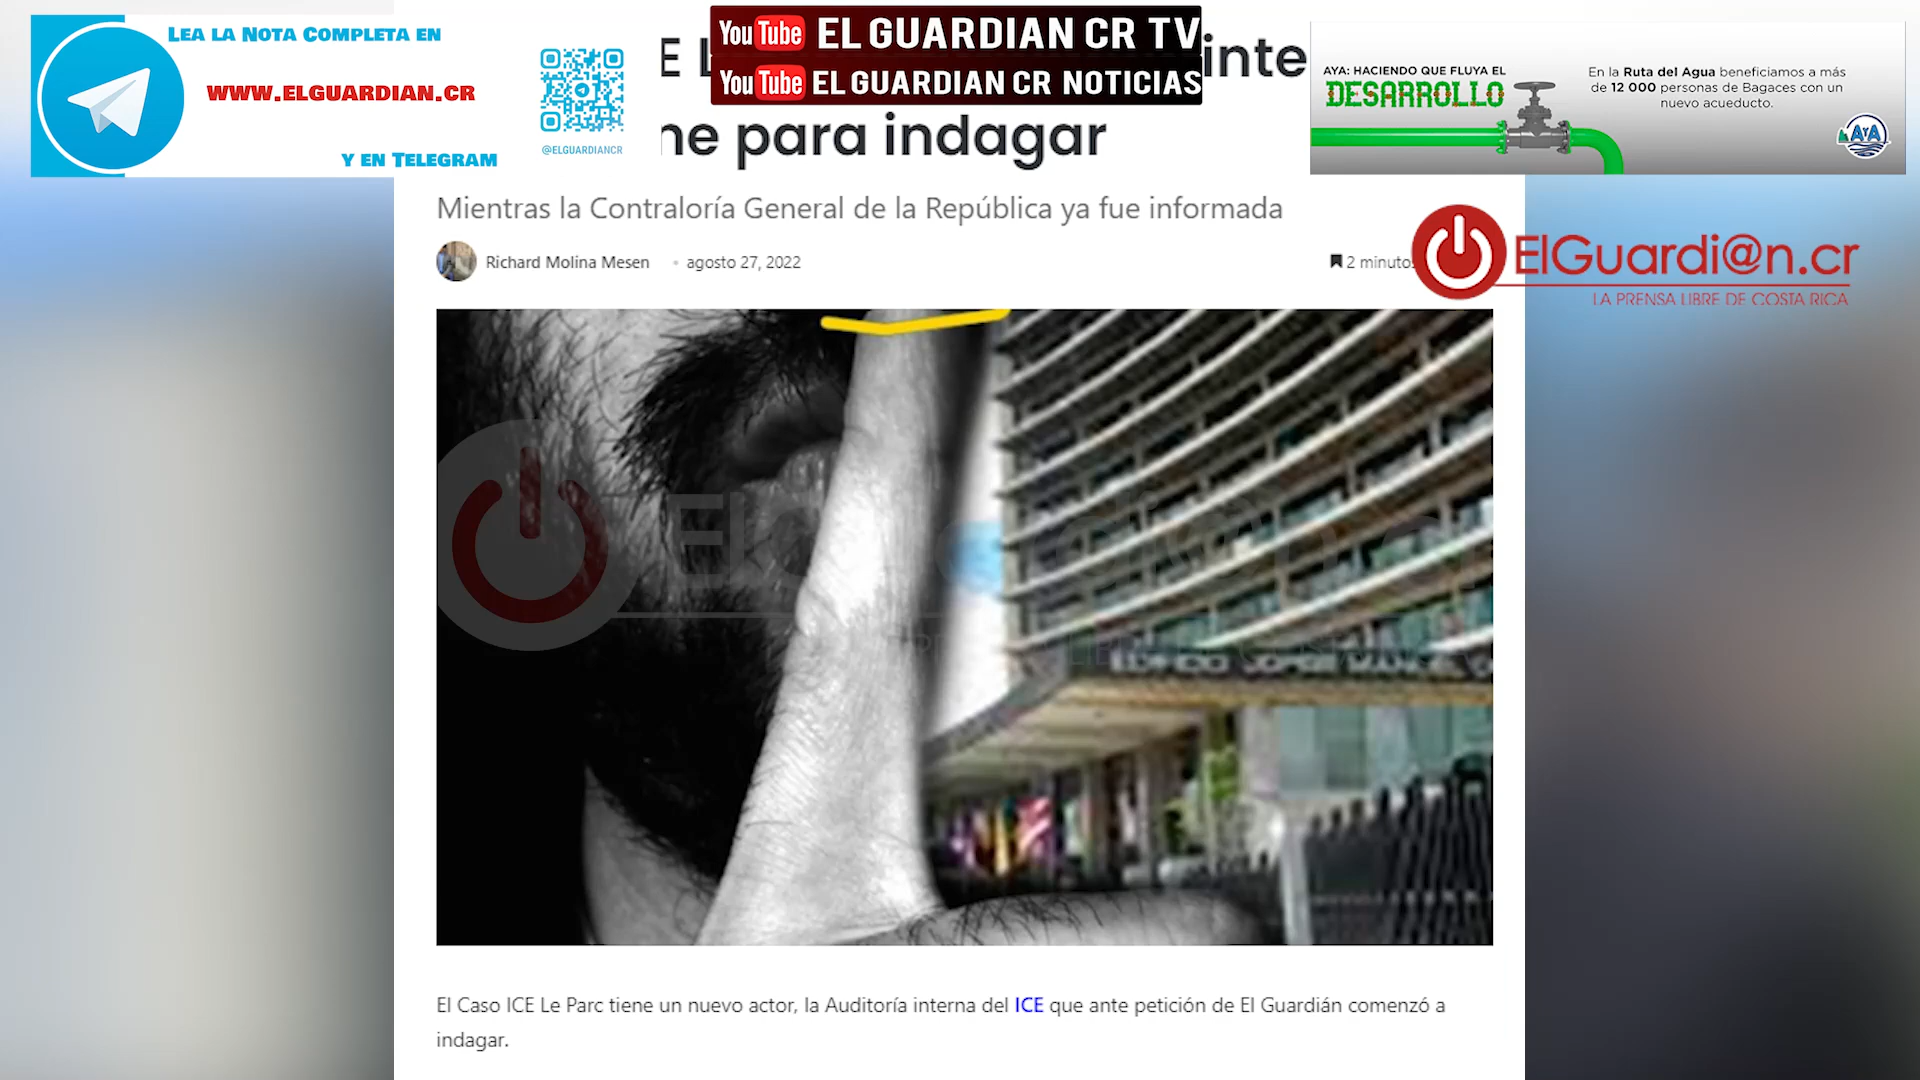 LEA LA NOTA COMPLETA EN
WWW.ELGUARDIAN.CR
Y EN TELEGRAM
@ELGUARDIANCR
You Tube EL GUARDIAN CR TV
You Tube EL GUARDIAN CR NOTICIAS
inte
ne para indagar
AYA: HACIENDO QUE FLUYA EL
DESARROLLO
En la Ruta del Agua beneficiamos a más
de 12 000 personas de Bagaces con un
nuevo acueducto.
AyA
Mientras la Contraloría General de la República ya fue informada
Richard Molina Mesen • agosto 27, 2022
2 minutos
ElGuardi@n.cr
LA PRENSA LIBRE DE COSTA RICA
EDIFICIO JORGE MANUEL
El Caso ICE Le Parc tiene un nuevo actor, la Auditoría interna del ICE que ante petición de El Guardián comenzó a
indagar.